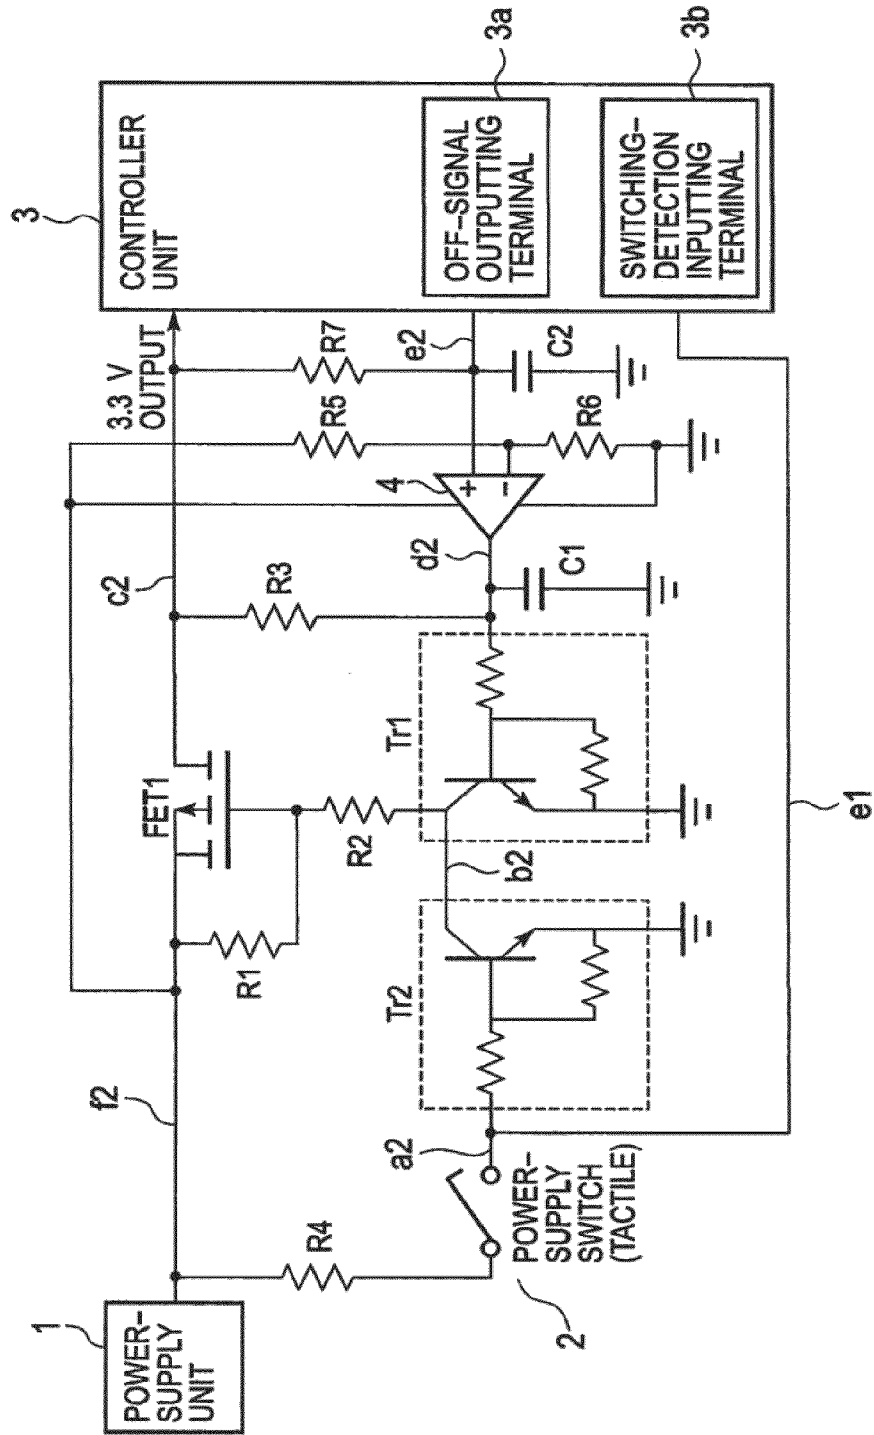 1
POWER-
SUPPLY
UNIT
f2
R4
2
POWER-
SUPPLY
SWITCH
(TACTILE)
a2
Tr2
R1
FET1
R2
b2
Tr1
c2
R3
d2
C1
4
+
-
R5
R6
3.3 V
OUTPUT
R7
e2
C2
e1
3
CONTROLLER
UNIT
3a
OFF-SIGNAL
OUTPUTTING
TERMINAL
3b
SWITCHING-
DETECTION
INPUTTING
TERMINAL